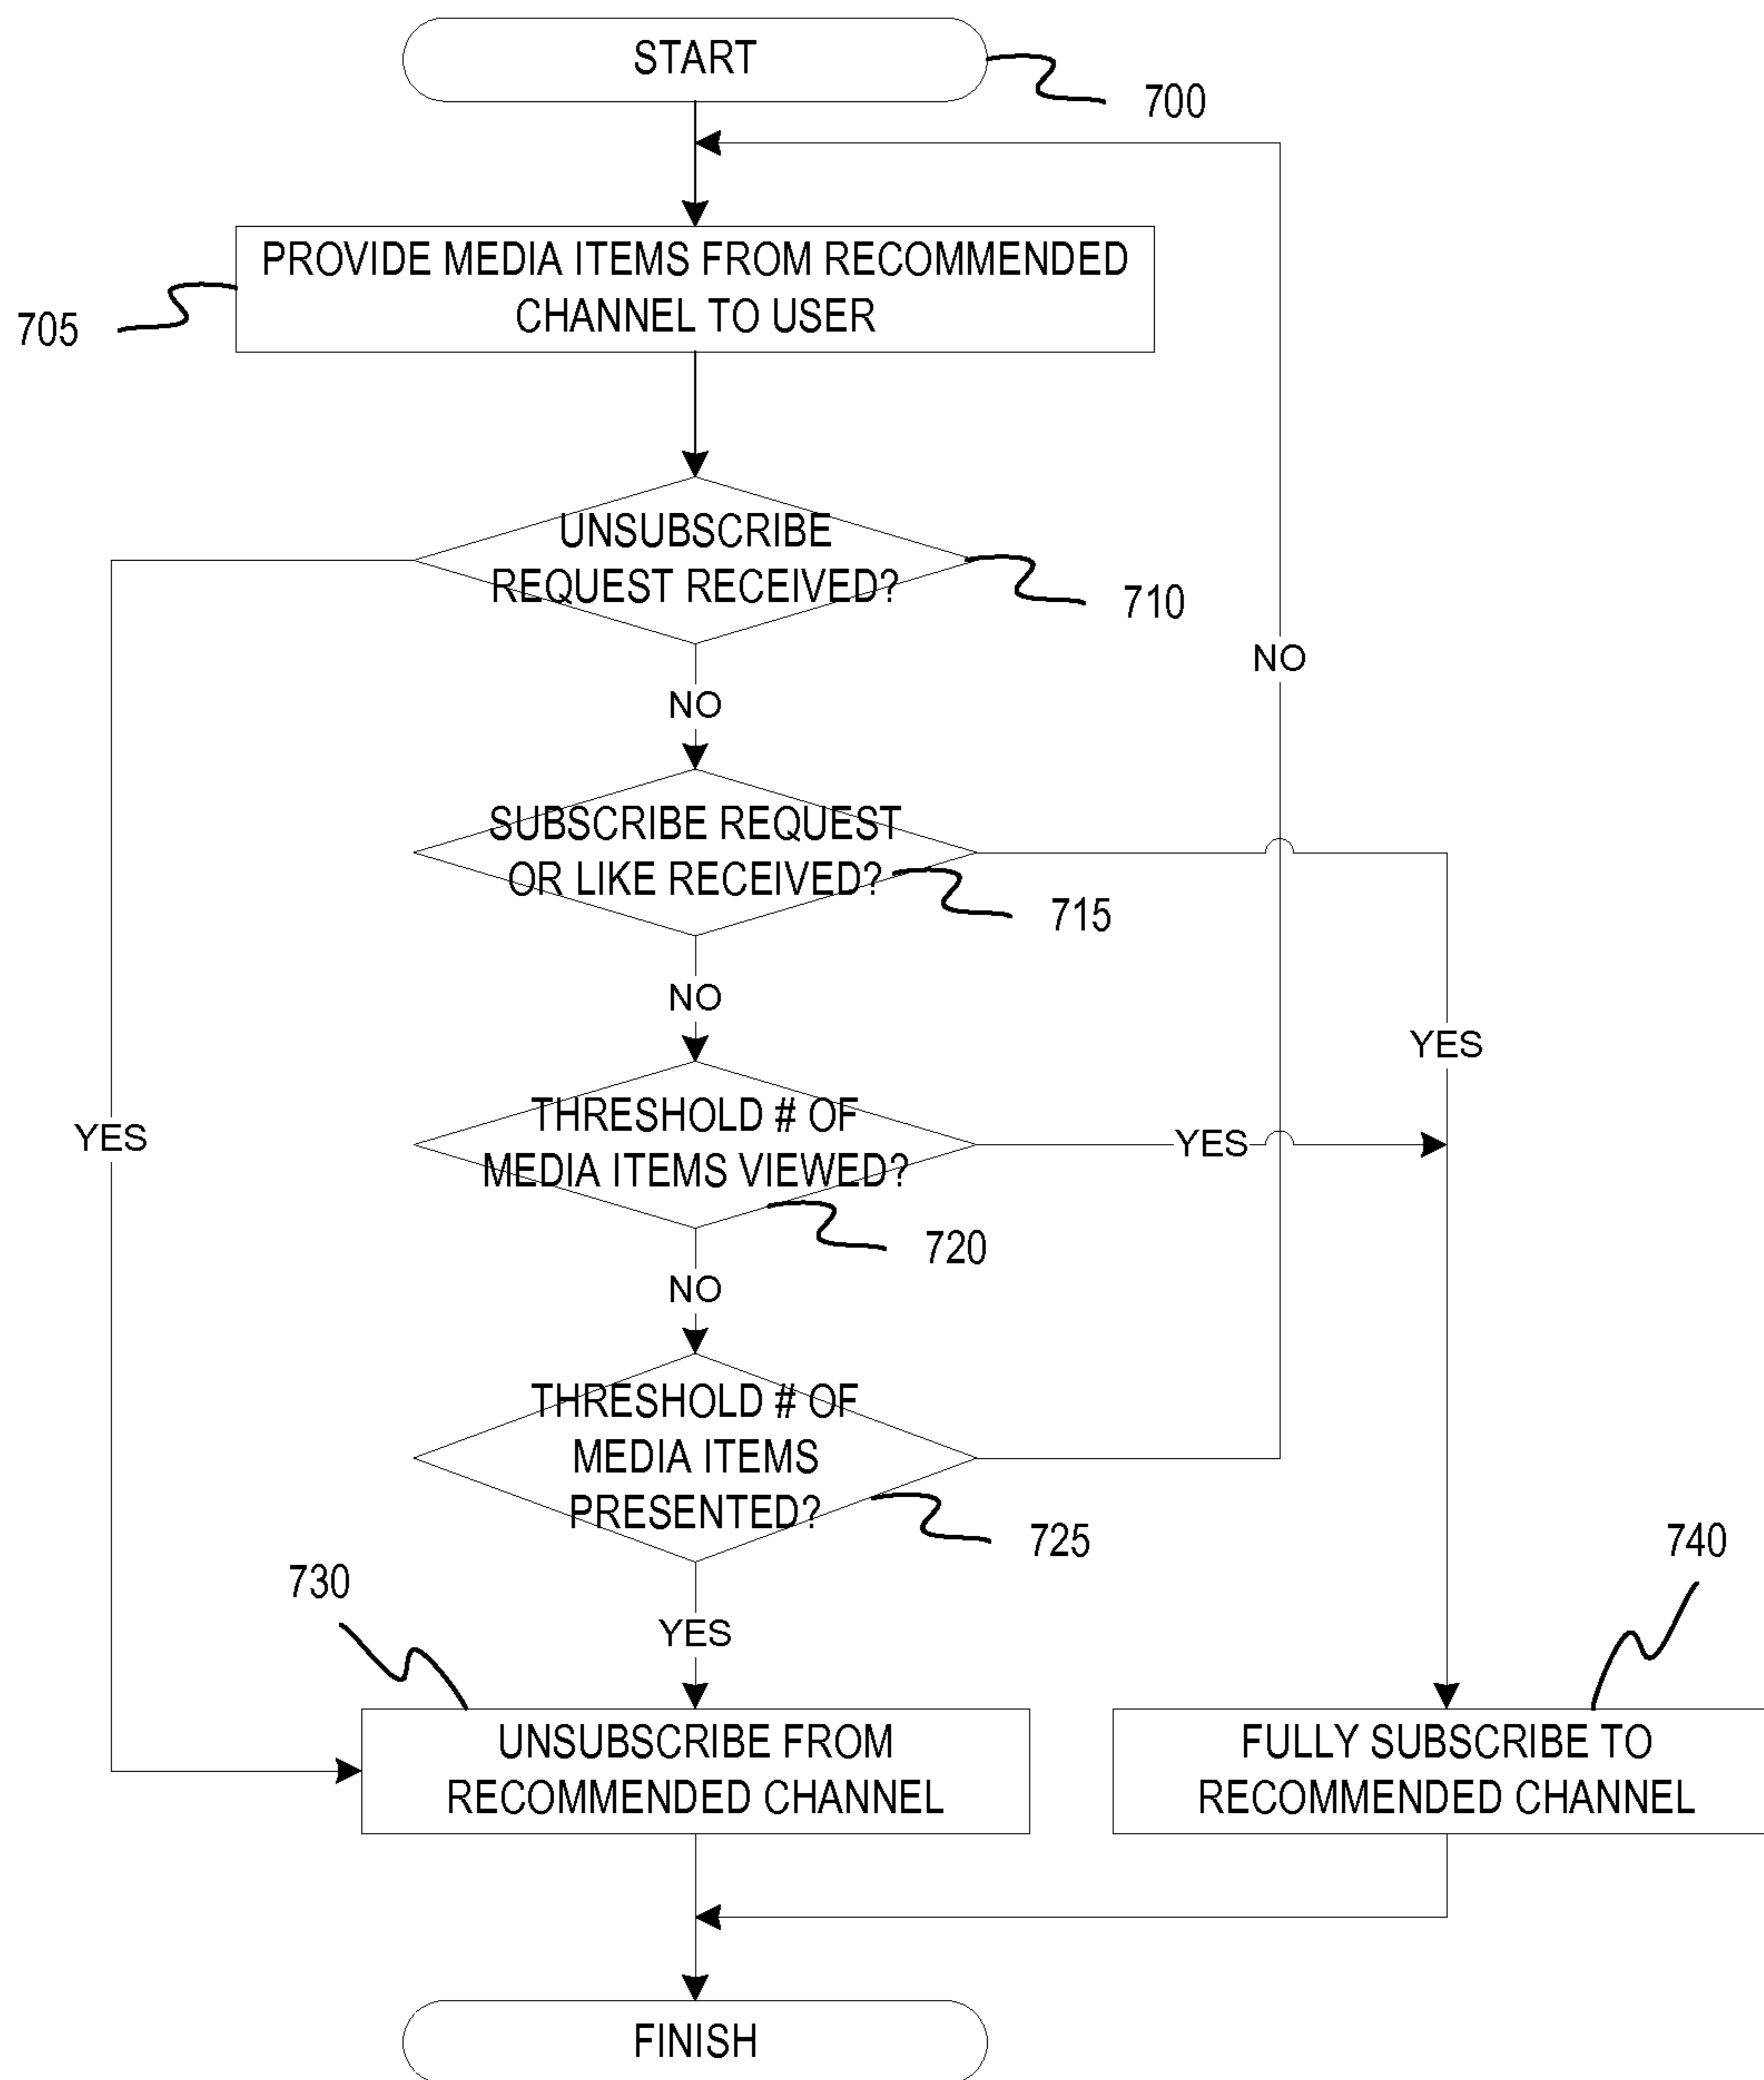 START
700
PROVIDE MEDIA ITEMS FROM RECOMMENDED
CHANNEL TO USER
705
UNSUBSCRIBE
REQUEST RECEIVED?
710
NO
NO
SUBSCRIBE REQUEST
OR LIKE RECEIVED?
715
NO
YES
THRESHOLD # OF
MEDIA ITEMS VIEWED?
YES
YES
720
NO
THRESHOLD # OF
MEDIA ITEMS
PRESENTED?
725
740
730
YES
UNSUBSCRIBE FROM
RECOMMENDED CHANNEL
FULLY SUBSCRIBE TO
RECOMMENDED CHANNEL
FINISH